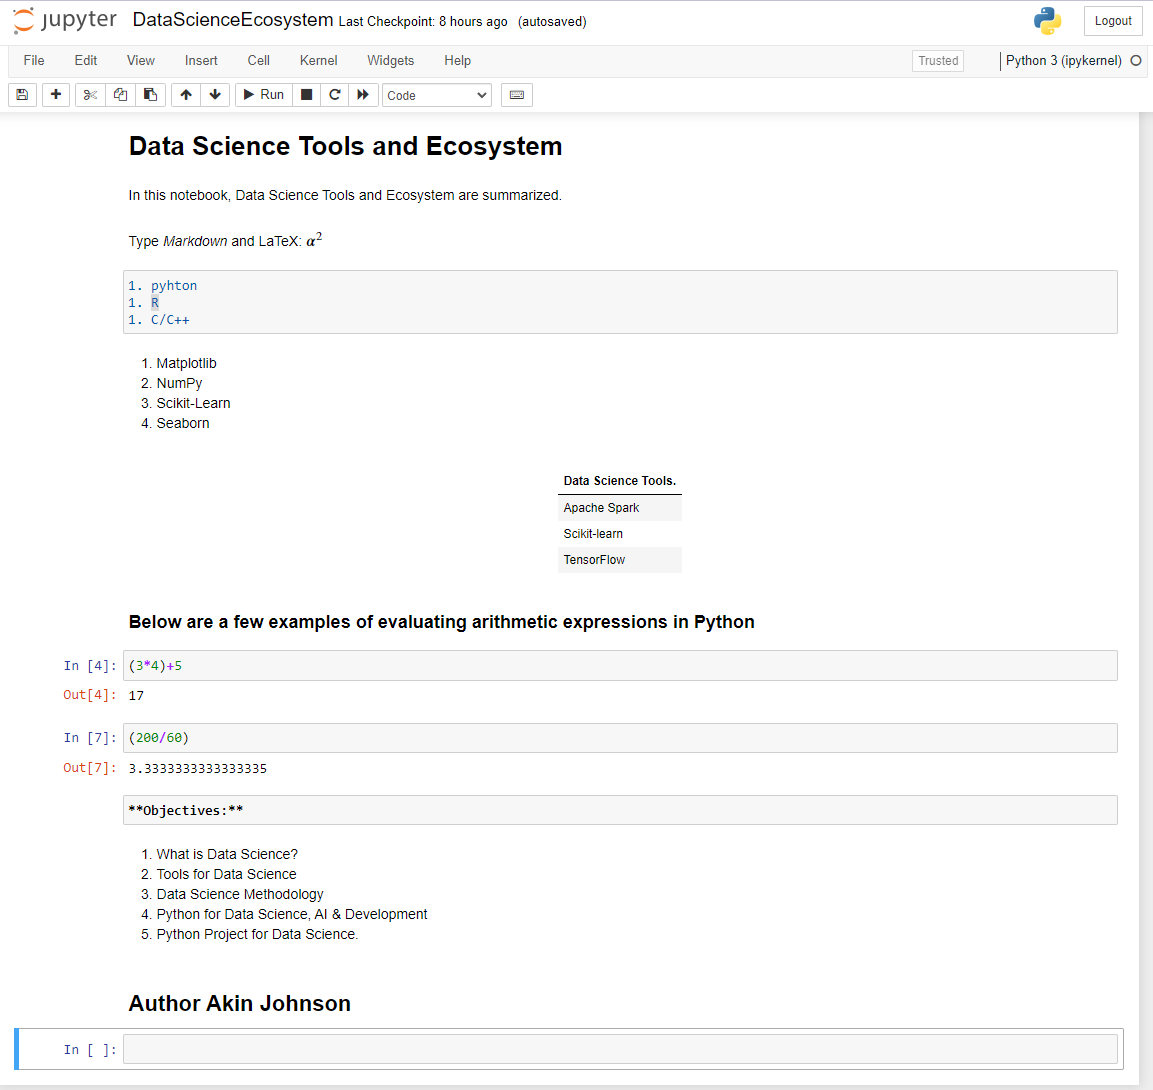 jupyter DataScienceEcosystem Last Checkpoint: 8 hours ago (autosaved) Logout
File Edit View Insert Cell Kernel Widgets Help Trusted Python 3 (ipykernel)
Run Code
Data Science Tools and Ecosystem
In this notebook, Data Science Tools and Ecosystem are summarized.
Type Markdown and LaTeX: α²
1. pyhton
1. R
1. C/C++
1. Matplotlib
2. NumPy
3. Scikit-Learn
4. Seaborn
Data Science Tools.
Apache Spark
Scikit-learn
TensorFlow
Below are a few examples of evaluating arithmetic expressions in Python
In [4]: (3*4)+5
Out[4]: 17
In [7]: (200/60)
Out[7]: 3.3333333333333335
**Objectives:**
1. What is Data Science?
2. Tools for Data Science
3. Data Science Methodology
4. Python for Data Science, AI & Development
5. Python Project for Data Science.
Author Akin Johnson
In [ ]: